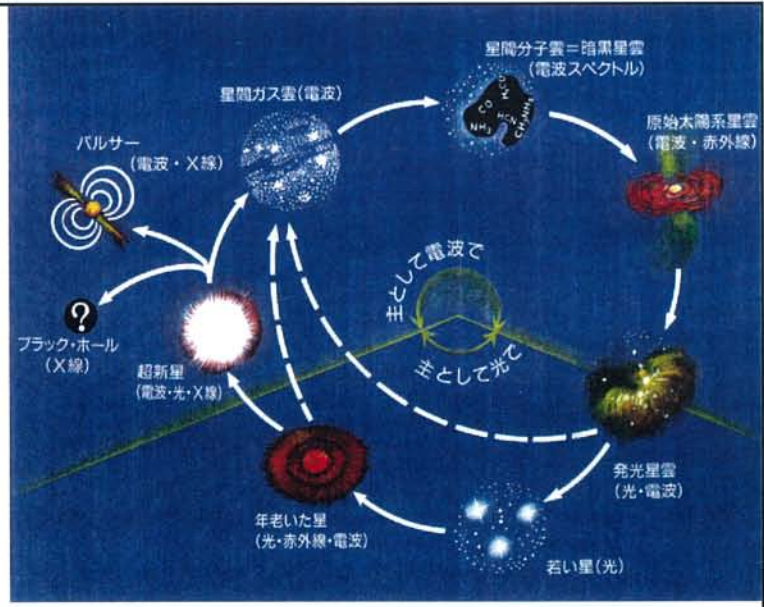 星間分子雲=暗黒星雲
(電波スペクトル)
CO
H₂CO
HCN
NH₃
CH₃NH₂
星間ガス雲(電波)
原始太陽系星雲
(電波・赤外線)
パルサー
(電波・X線)
主として電波で
主として光で
?
ブラック・ホール
(X線)
超新星
(電波・光・X線)
発光星雲
(光・電波)
年老いた星
(光・赤外線・電波)
若い星(光)